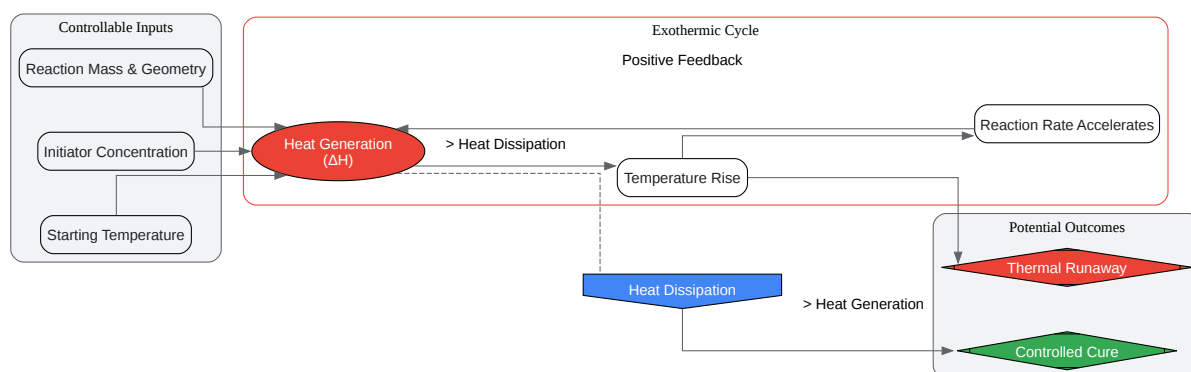 Controllable Inputs
Reaction Mass & Geometry
Initiator Concentration
Starting Temperature
Exothermic Cycle
Positive Feedback
Heat Generation
(ΔH)
> Heat Dissipation
Temperature Rise
Reaction Rate Accelerates
Heat Dissipation
> Heat Generation
Potential Outcomes
Thermal Runaway
Controlled Cure